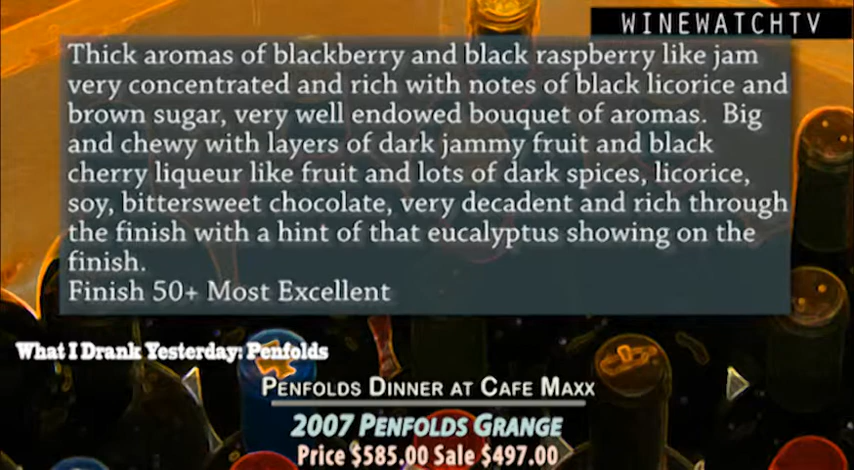 WINEWATCHTV
Thick aromas of blackberry and black raspberry like jam
very concentrated and rich with notes of black licorice and
brown sugar, very well endowed bouquet of aromas.  Big
and chewy with layers of dark jammy fruit and black
cherry liqueur like fruit and lots of dark spices, licorice,
soy, bittersweet chocolate, very decadent and rich through
the finish with a hint of that eucalyptus showing on the
finish.
Finish 50+ Most Excellent
What I Drank Yesterday: Penfolds
PENFOLDS DINNER AT CAFE MAXX
2007 PENFOLDS GRANGE
Price $585.00 Sale $497.00